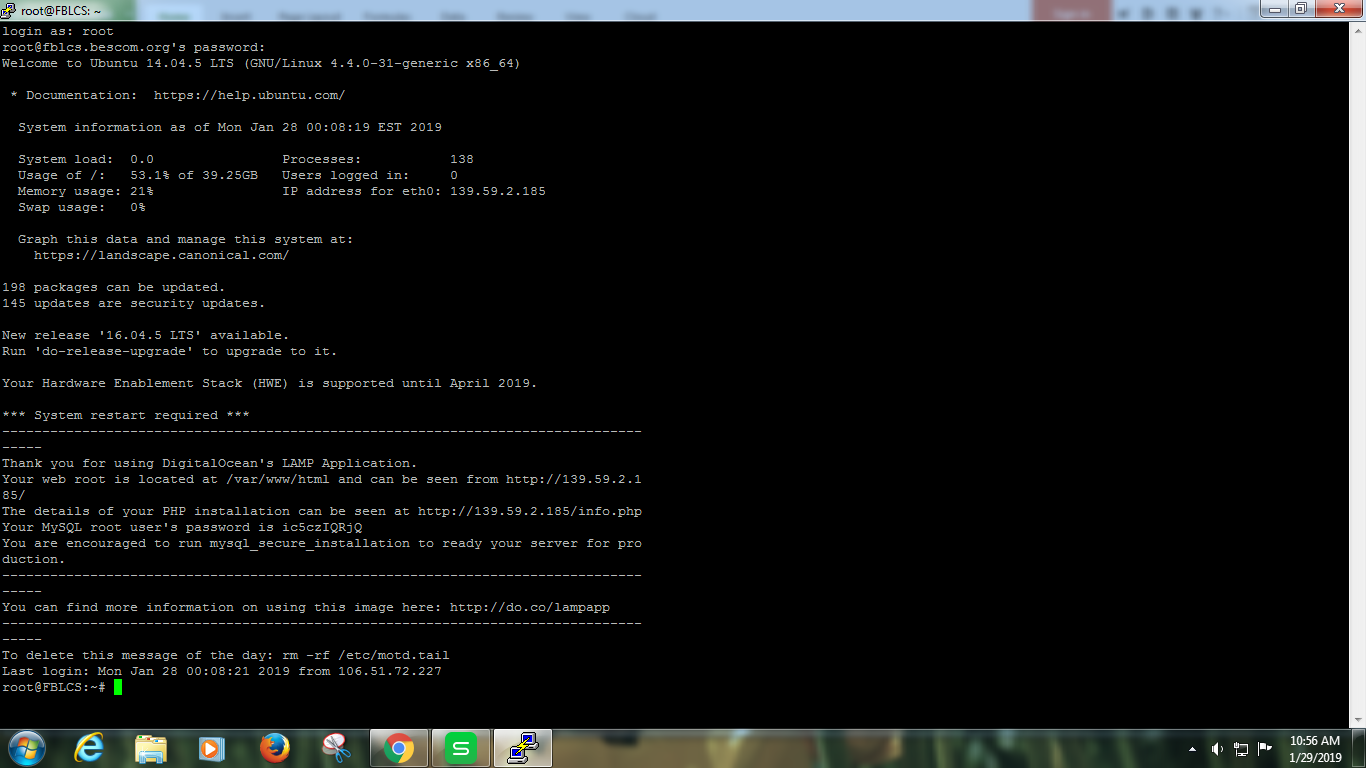 root@FBLCS: ~
login as: root
root@fblcs.bescom.org's password:
Welcome to Ubuntu 14.04.5 LTS (GNU/Linux 4.4.0-31-generic x86_64)
* Documentation:  https://help.ubuntu.com/
System information as of Mon Jan 28 00:08:19 EST 2019
System load:  0.0                Processes:           138
Usage of /:   53.1% of 39.25GB   Users logged in:     0
Memory usage: 21%                IP address for eth0: 139.59.2.185
Swap usage:   0%
Graph this data and manage this system at:
https://landscape.canonical.com/
198 packages can be updated.
145 updates are security updates.
New release '16.04.5 LTS' available.
Run 'do-release-upgrade' to upgrade to it.
Your Hardware Enablement Stack (HWE) is supported until April 2019.
*** System restart required ***
--------------------------------------------------------------------------------
-----
Thank you for using DigitalOcean's LAMP Application.
Your web root is located at /var/www/html and can be seen from http://139.59.2.1
85/
The details of your PHP installation can be seen at http://139.59.2.185/info.php
Your MySQL root user's password is ic5czIQRjQ
You are encouraged to run mysql_secure_installation to ready your server for pro
duction.
--------------------------------------------------------------------------------
-----
You can find more information on using this image here: http://do.co/lampapp
--------------------------------------------------------------------------------
-----
To delete this message of the day: rm -rf /etc/motd.tail
Last login: Mon Jan 28 00:08:21 2019 from 106.51.72.227
root@FBLCS:~#
S
10:56 AM
1/29/2019